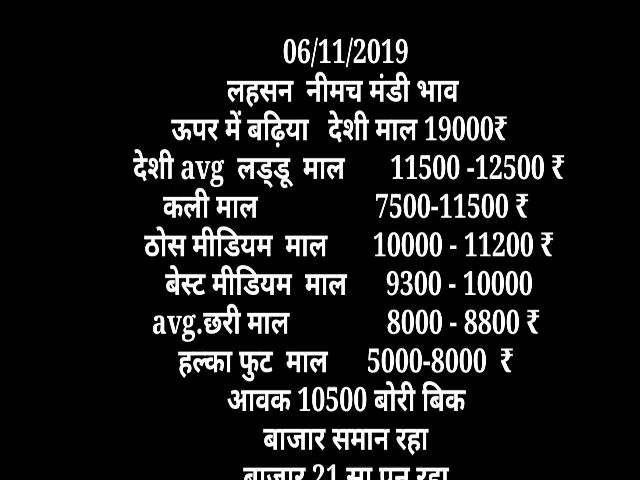 06/11/2019
लहसन नीमच मंडी भाव
ऊपर में बढ़िया देशी माल 19000₹
देशी avg लड्डू माल 11500 -12500 ₹
कली माल 7500-11500 ₹
ठोस मीडियम माल 10000 - 11200 ₹
बेस्ट मीडियम माल 9300 - 10000
avg.छरी माल 8000 - 8800 ₹
हल्का फुट माल 5000-8000 ₹
आवक 10500 बोरी बिक
बाजार समान रहा
बाजार 21 रहा